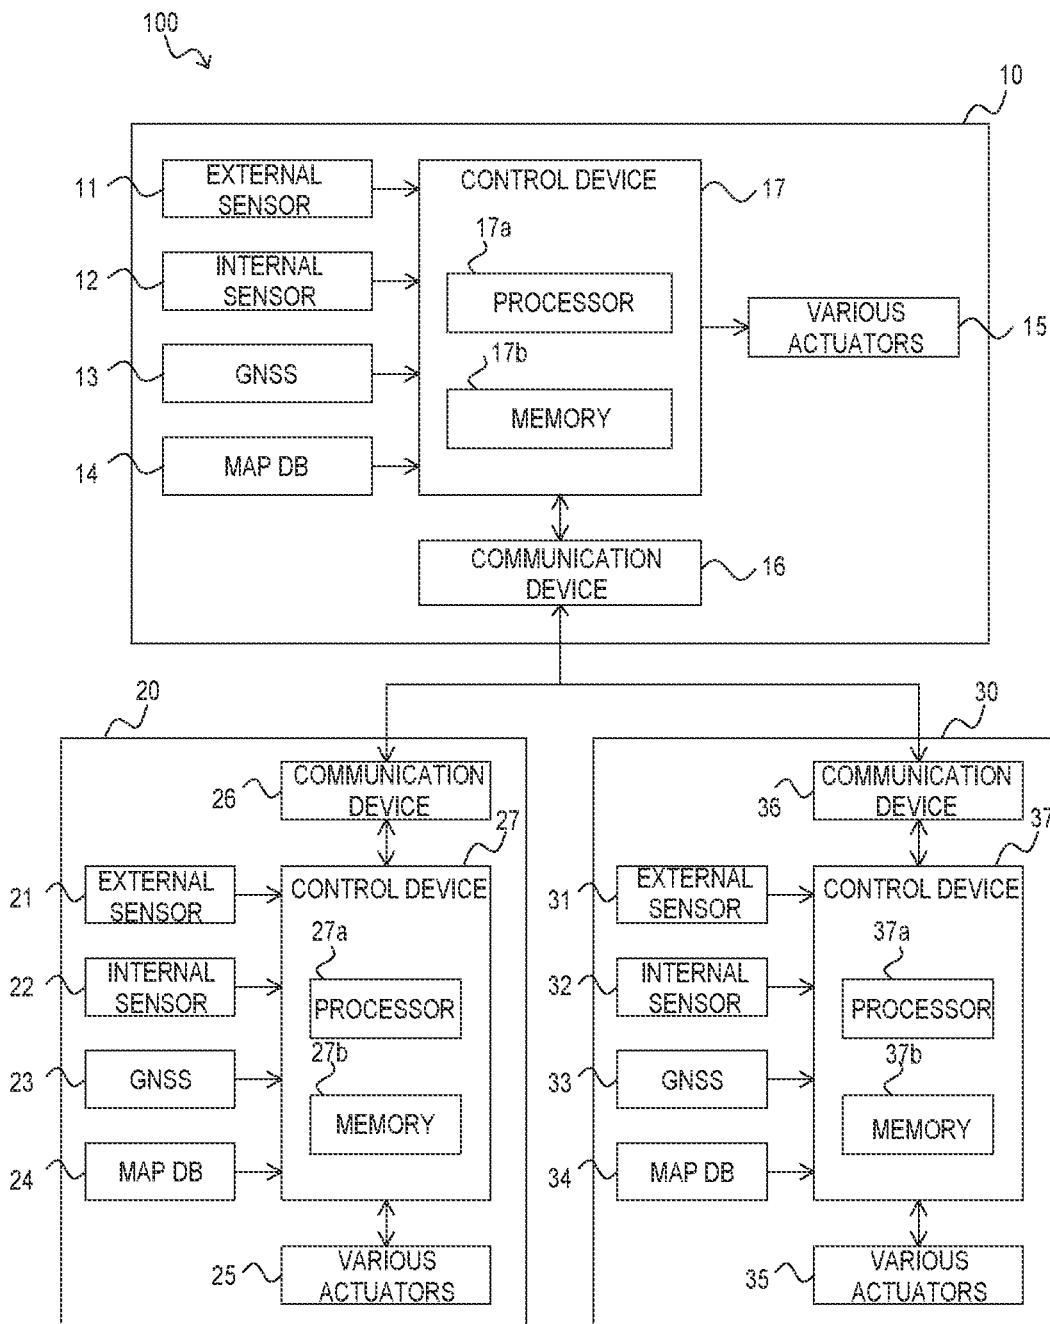 100
10
11
EXTERNAL
SENSOR
CONTROL DEVICE
17
17a
12
INTERNAL
SENSOR
PROCESSOR
VARIOUS
ACTUATORS
15
13
GNSS
17b
MEMORY
14
MAP DB
COMMUNICATION
DEVICE
16
20
26
COMMUNICATION
DEVICE
27
21
EXTERNAL
SENSOR
CONTROL DEVICE
27a
22
INTERNAL
SENSOR
PROCESSOR
27b
23
GNSS
MEMORY
24
MAP DB
25
VARIOUS
ACTUATORS
30
36
COMMUNICATION
DEVICE
37
31
EXTERNAL
SENSOR
CONTROL DEVICE
37a
32
INTERNAL
SENSOR
PROCESSOR
37b
33
GNSS
MEMORY
34
MAP DB
35
VARIOUS
ACTUATORS